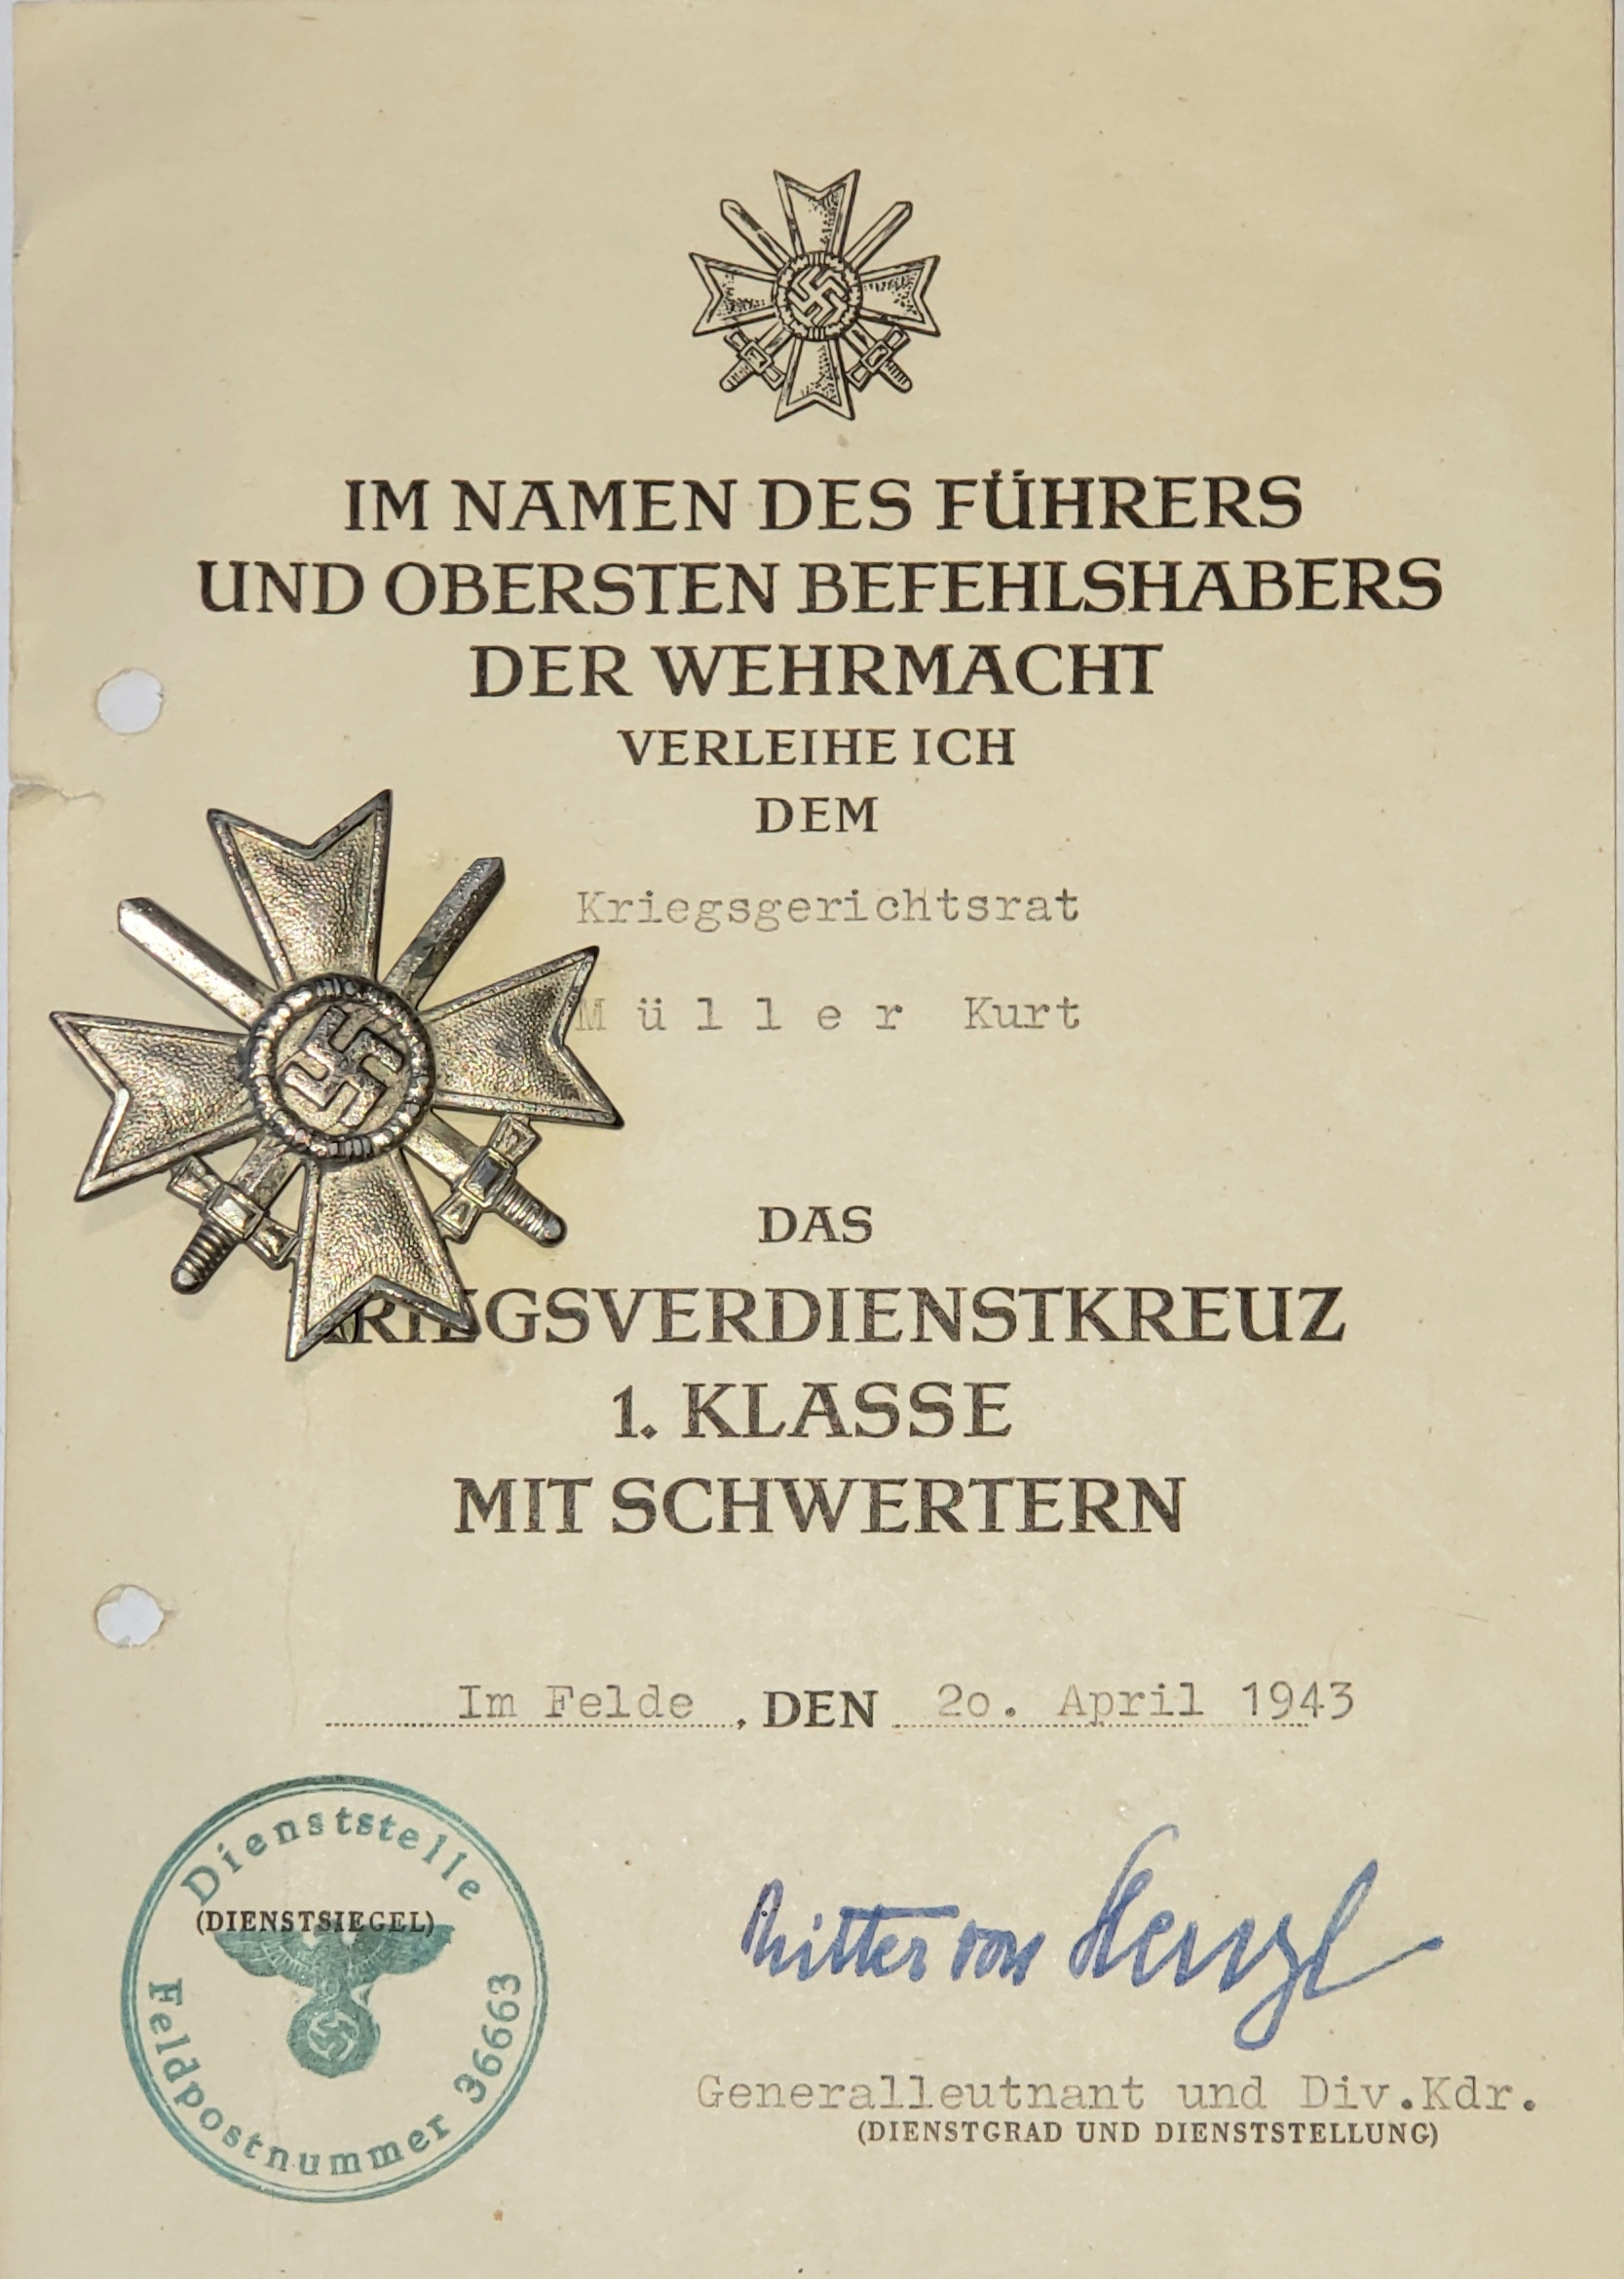 IM NAMEN DES FÜHRERS
UND OBERSTEN BEFEHLSHABERS
DER WEHRMACHT
VERLEIHE ICH
DEM
Kriegsgerichtsrat
Müller Kurt
DAS
KRIEGSVERDIENSTKREUZ
1. KLASSE
MIT SCHWERTERN
Im Felde, DEN 20. April 1943
Dienststelle
(DIENSTSIEGEL)
Feldpostnummer 36663
Ritter von Hengl
Generalleutnant und Div.Kdr.
(DIENSTGRAD UND DIENSTSTELLUNG)